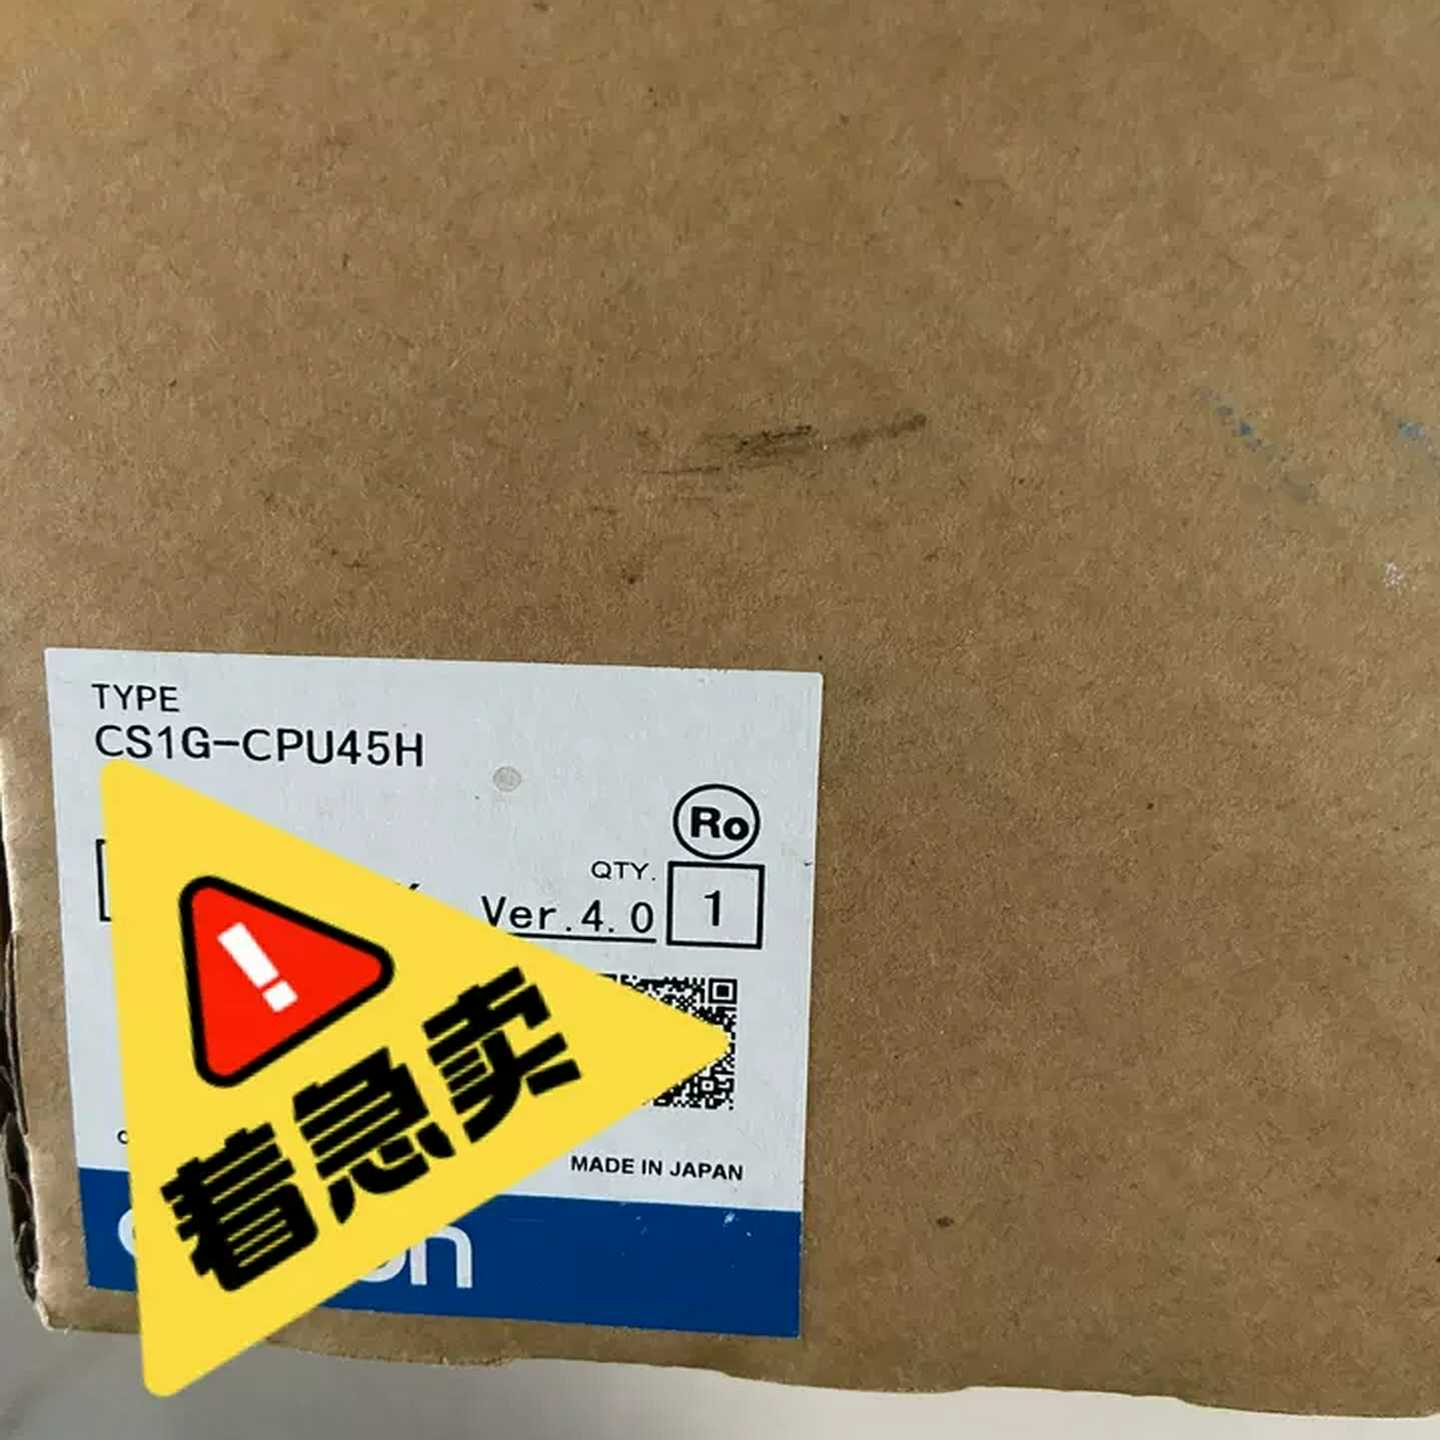 TYPE
CS1G-CPU45H
Ro
QTY.
Ver.4.0
1
着急卖
MADE IN JAPAN